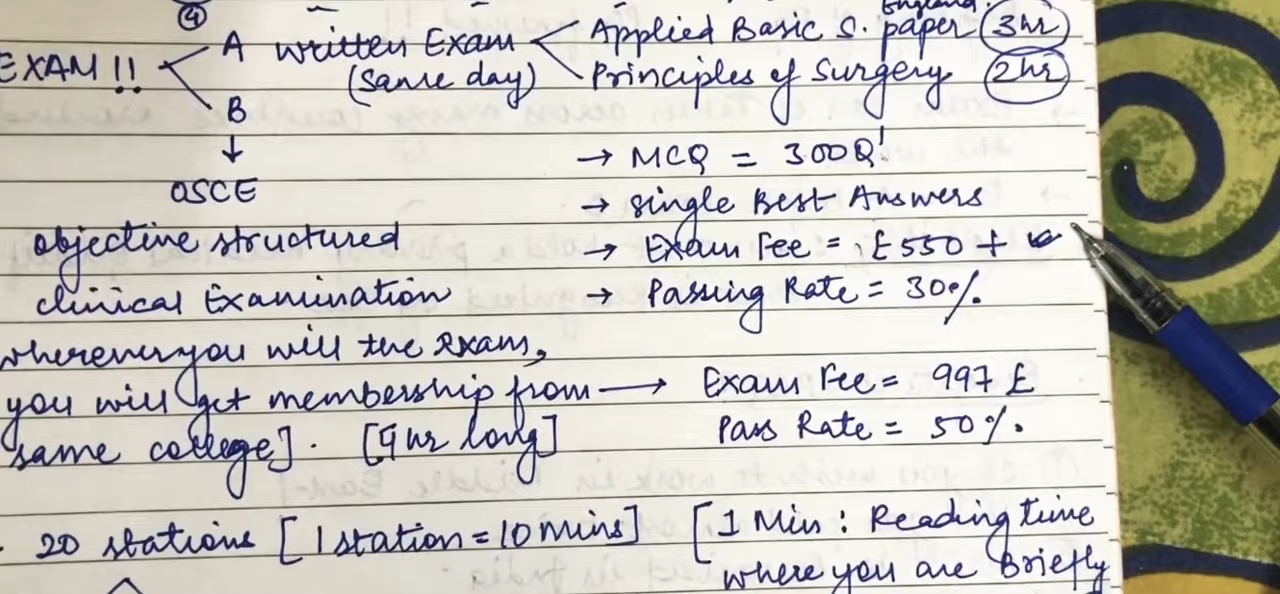 ④
England.
EXAM !! A written Exam Applied Basic S. paper 3hr
(Same day) Principles of Surgery 2hr
B
↓
→ MCQ = 300Q
OSCE
→ Single Best Answers
objective structured → Exam Fee = £550 +
clinical Examination → Passing Rate = 30%.
wherever you will the exam,
you will get membership from → Exam Fee = 997 £
same college]. [ hr long] Pass Rate = 50%.
20 stations [1 station = 10 Mins] [1 Min : Reading time
where you are Briefly